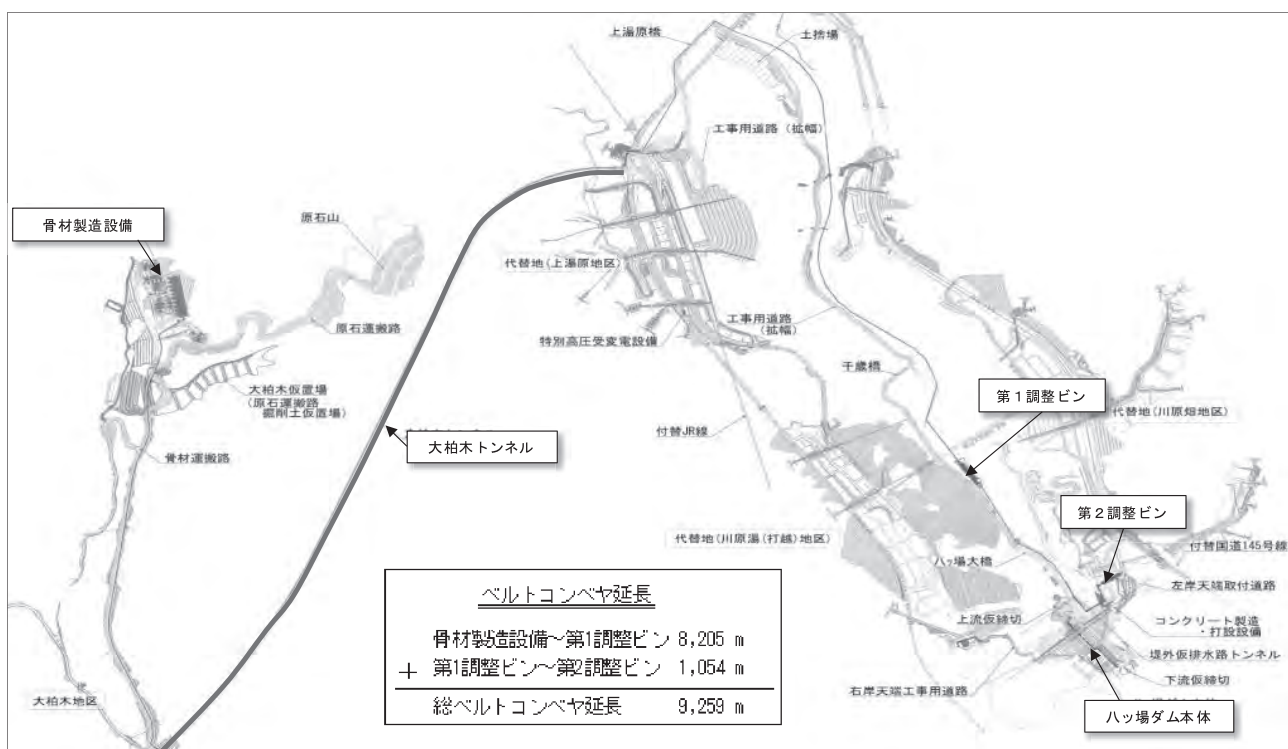 上湯原橋
土捨場
工事用道路(拡幅)
骨材製造設備
原石山
代替地(上湯原地区)
原石運搬路
工事用道路
(拡幅)
特別高圧受変電設備
千歳橋
大柏木仮置場
(原石運搬路
掘削土仮置場)
第1調整ビン
代替地(川原畑地区)
付替JR線
大柏木トンネル
骨材運搬路
第2調整ビン
代替地(川原湯(打越)地区)
付替国道145号線
八ッ場大橋
左岸天端取付道路
ベルトコンベヤ延長
骨材製造設備~第1調整ビン 8,205 m
+ 第1調整ビン~第2調整ビン 1,054 m
総ベルトコンベヤ延長 9,259 m
上流仮締切
コンクリート製造
・打設設備
堤外仮排水路トンネル
下流仮締切
右岸天端工事用道路
大柏木地区
八ッ場ダム本体